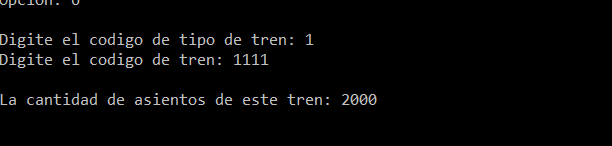 Opcion: 6
Digite el codigo de tipo de tren: 1
Digite el codigo de tren: 1111
La cantidad de asientos de este tren: 2000